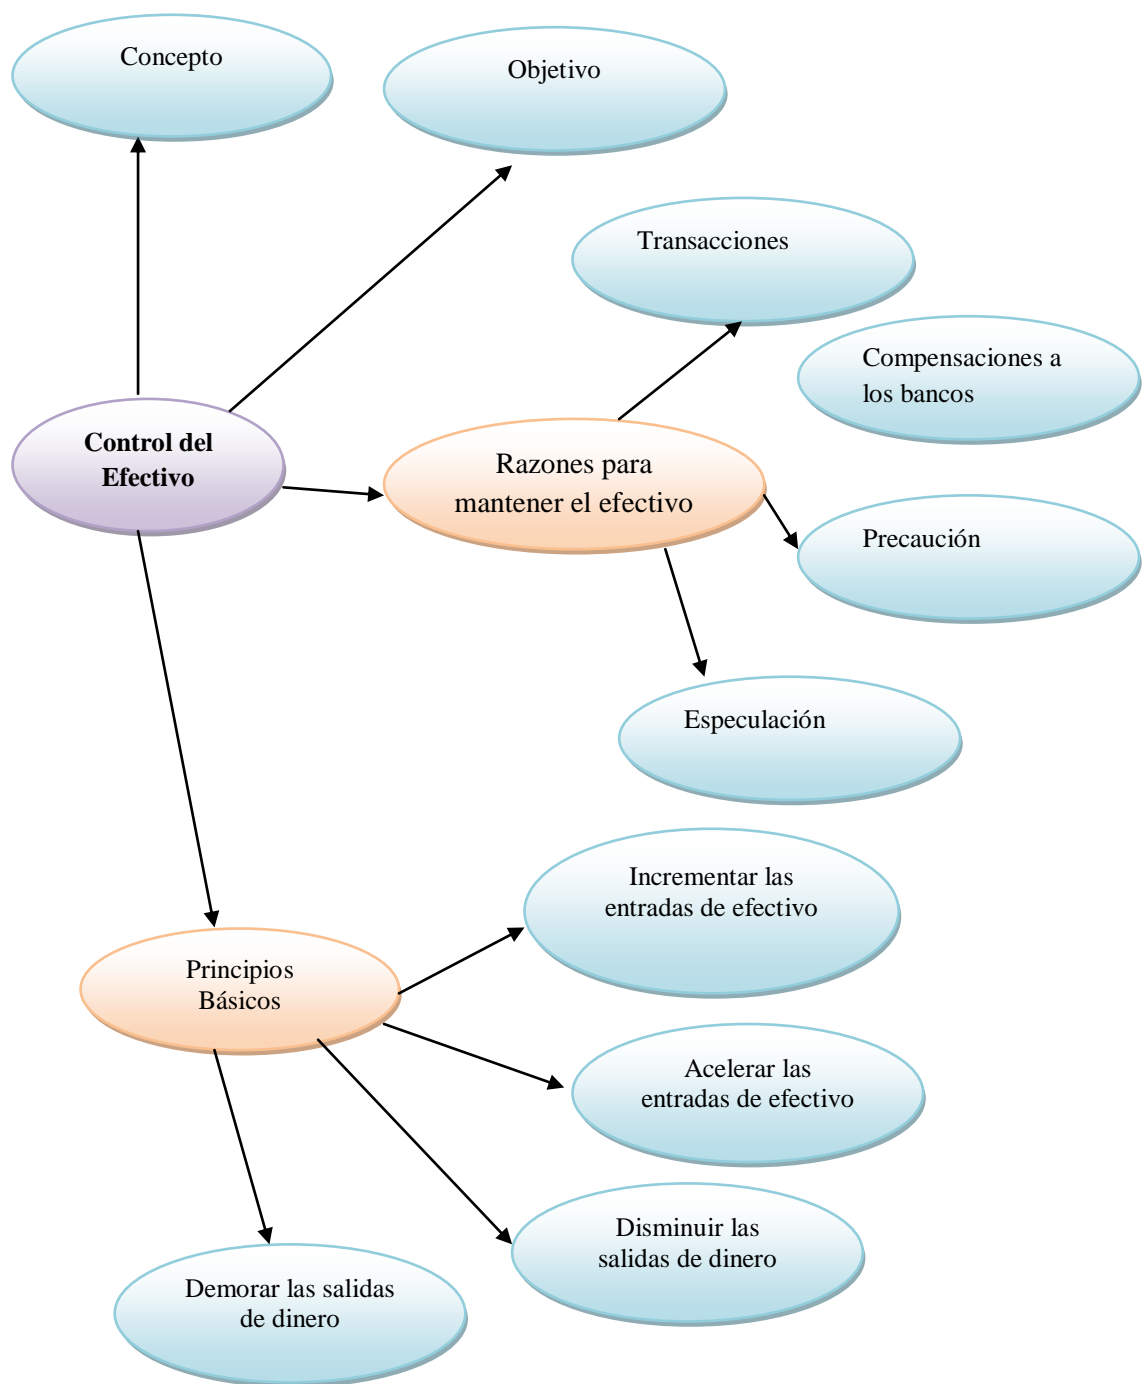 Concepto
Objetivo
Transacciones
Compensaciones a
los bancos
Control del
Efectivo
Razones para
mantener el efectivo
Precaución
Especulación
Incrementar las
entradas de efectivo
Principios
Básicos
Acelerar las
entradas de efectivo
Disminuir las
salidas de dinero
Demorar las salidas
de dinero